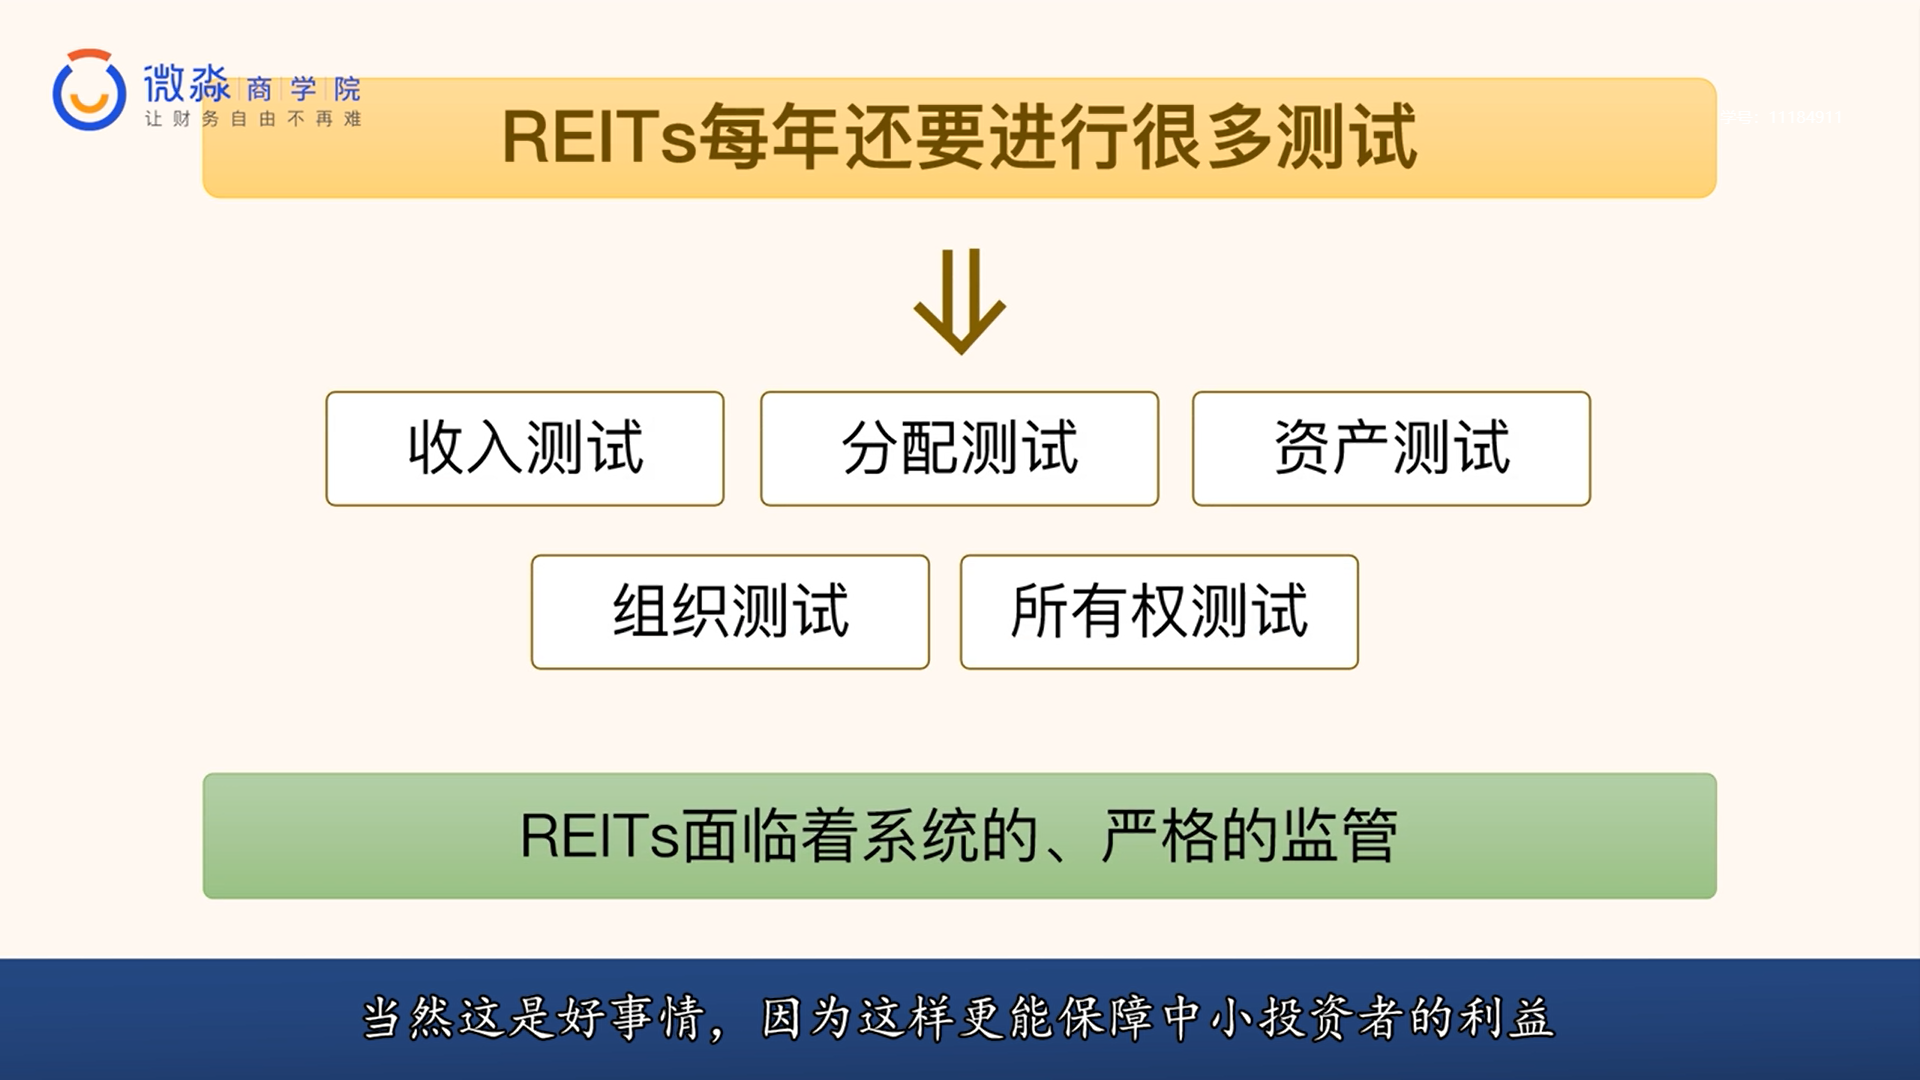 微淼 商学院
让财务自由不再难
REITs每年还要进行很多测试
学号：11184911
收入测试 分配测试 资产测试
组织测试 所有权测试
REITs面临着系统的、严格的监管
当然这是好事情，因为这样更能保障中小投资者的利益